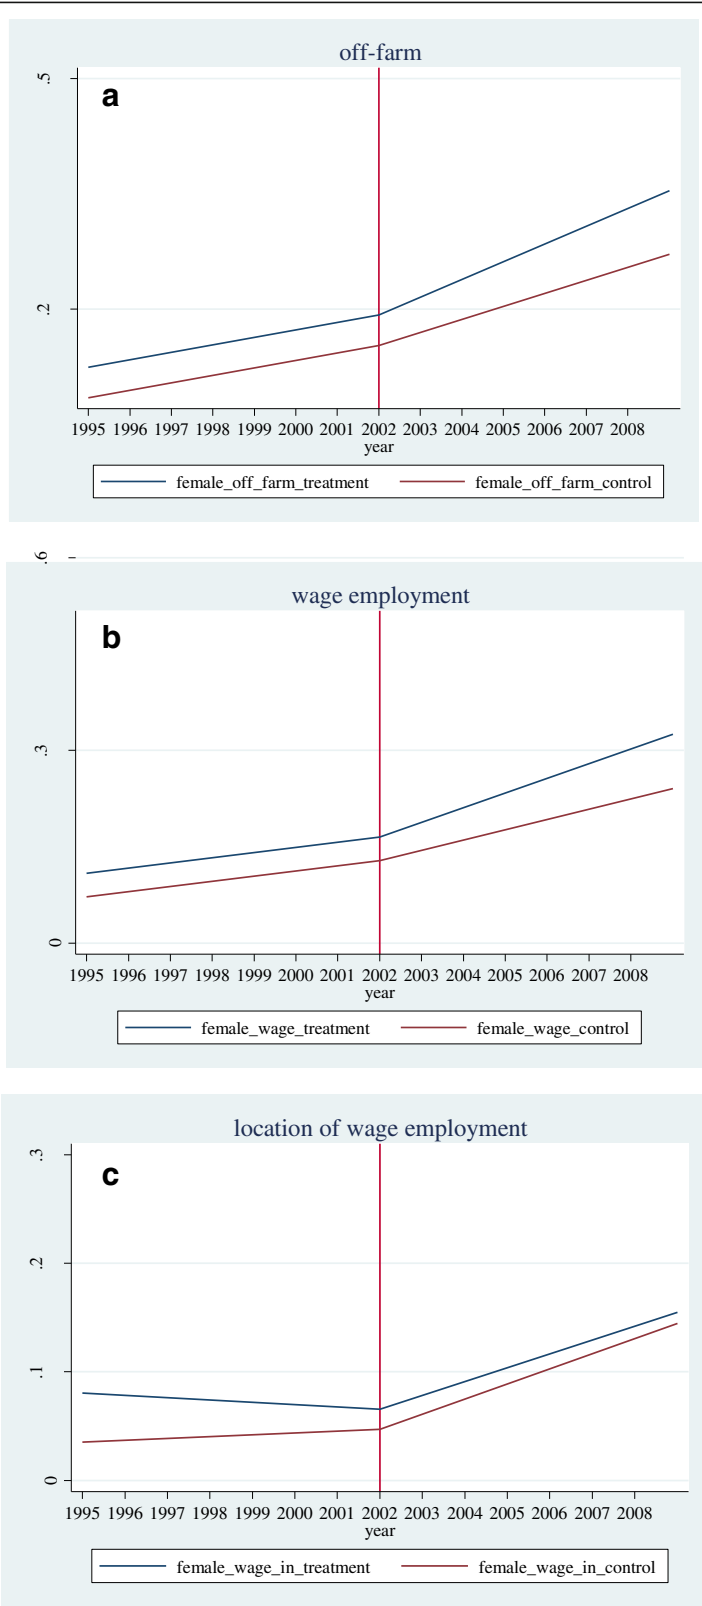 off-farm
a
.5
.2
1995 1996 1997 1998 1999 2000 2001 2002 2003 2004 2005 2006 2007 2008
year
female_off_farm_treatment female_off_farm_control
.6
wage employment
b
.3
0
1995 1996 1997 1998 1999 2000 2001 2002 2003 2004 2005 2006 2007 2008
year
female_wage_treatment female_wage_control
location of wage employment
.3
c
.2
.1
0
1995 1996 1997 1998 1999 2000 2001 2002 2003 2004 2005 2006 2007 2008
year
female_wage_in_treatment female_wage_in_control